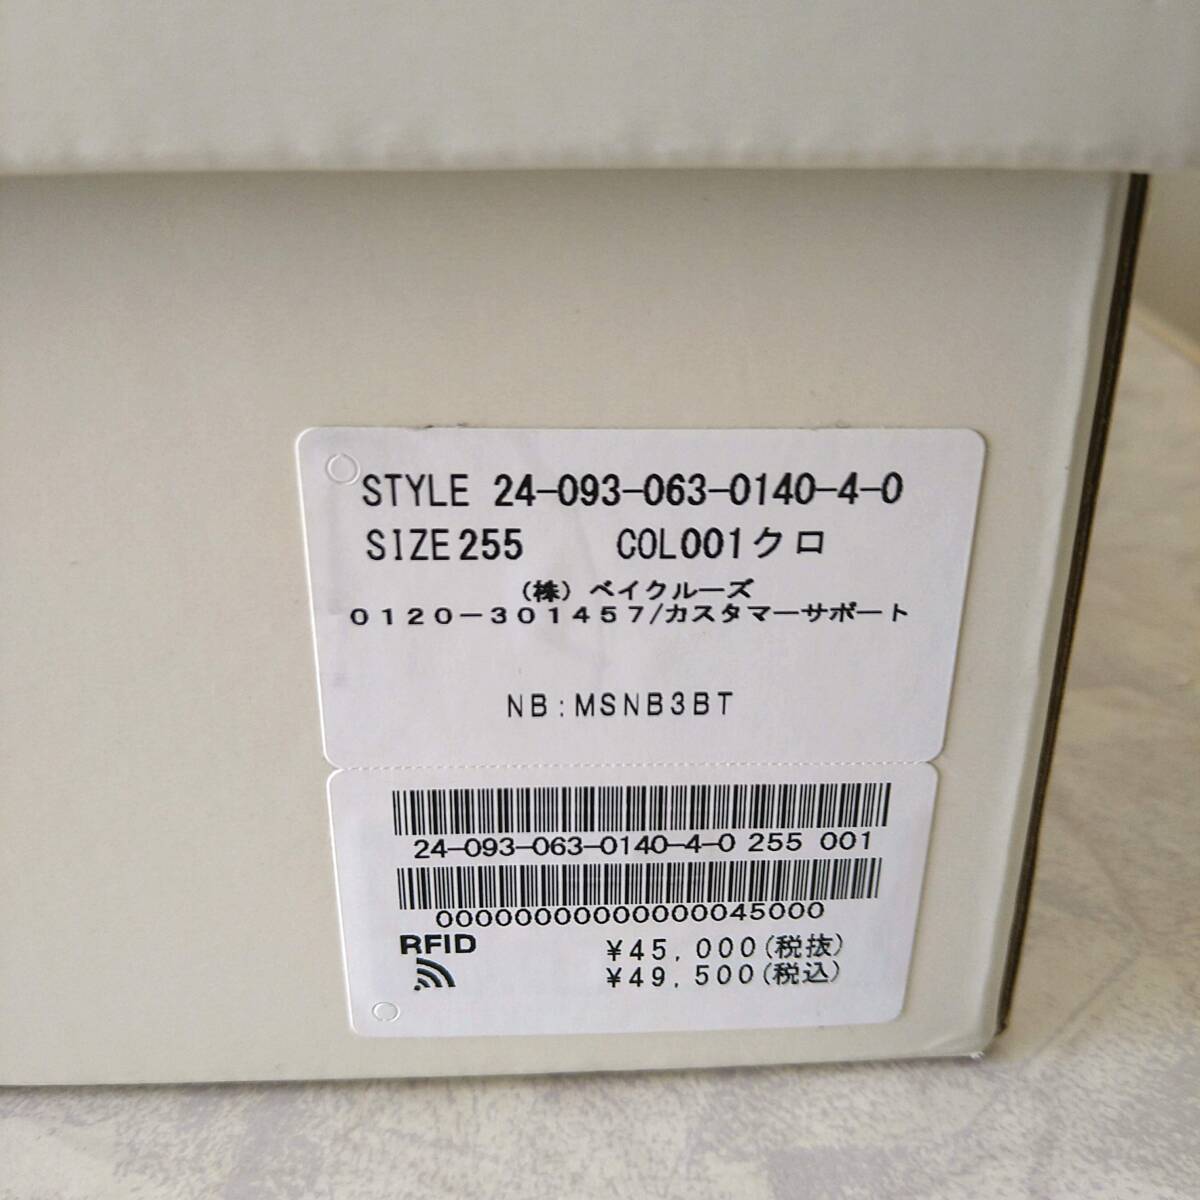 STYLE 24-093-063-0140-4-0
SIZE255 COL001クロ
（株）ベイクルーズ
０１２０－３０１４５７/カスタマーサポート
NB:MSNB3BT
24-093-063-0140-4-0 255 001
000000000000000045000
RFID
¥45,000(税抜)
¥49,500(税込)